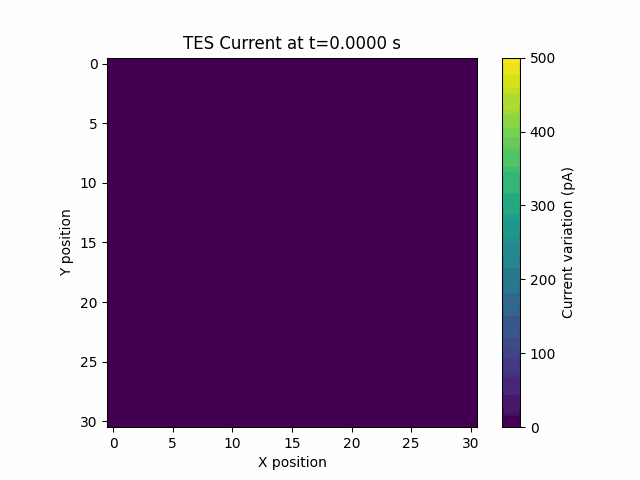 TES Current at t=0.0000 s
0
5
10
15
20
25
30
Y position
0 5 10 15 20 25 30
X position
500
400
300
200
100
0
Current variation (pA)